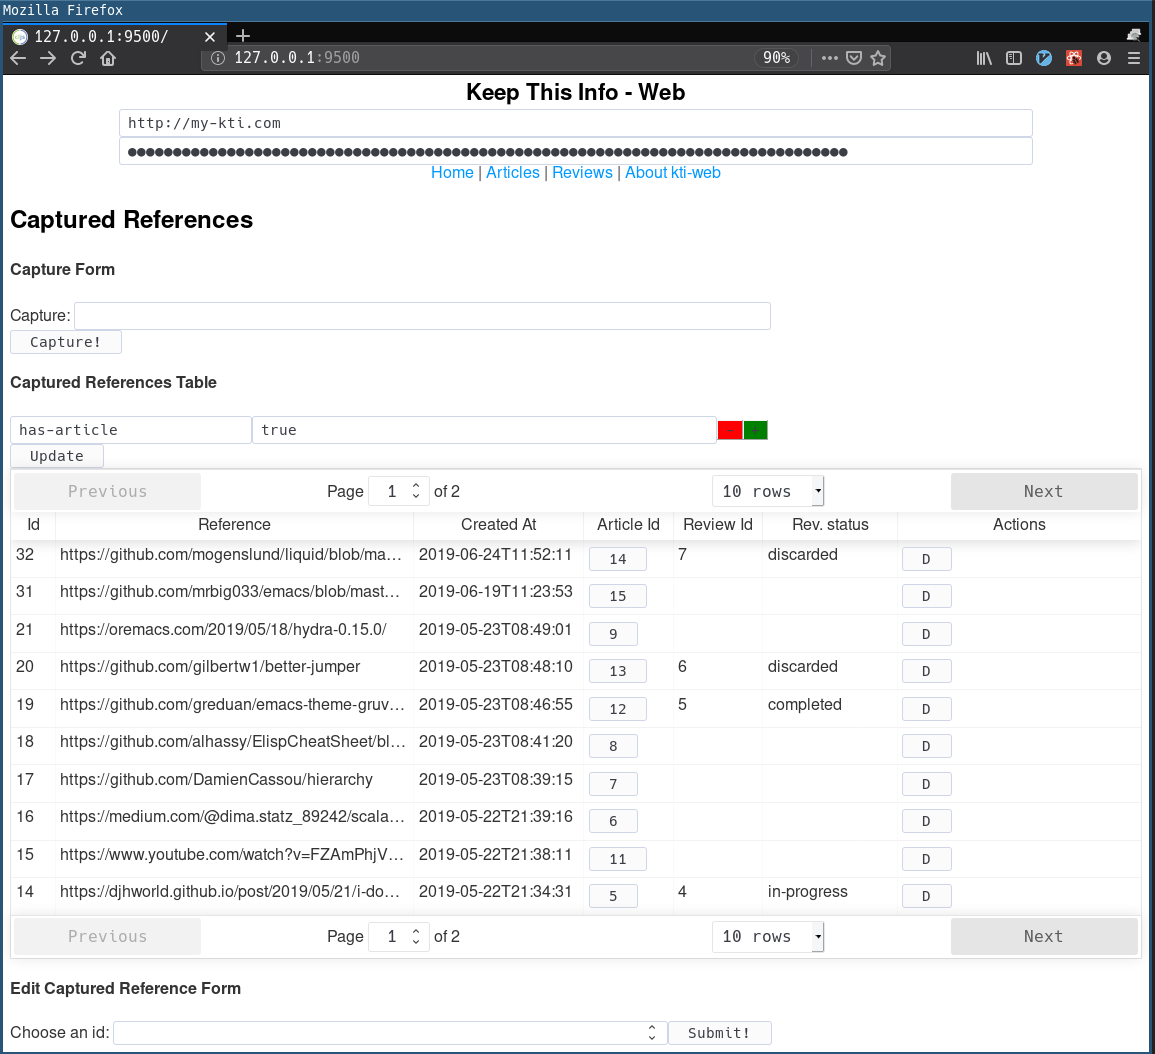 Mozilla Firefox
127.0.0.1:9500/
127.0.0.1:9500 90%
Keep This Info - Web
http://my-kti.com
Home | Articles | Reviews | About kti-web
Captured References
Capture Form
Capture:
Capture!
Captured References Table
has-article true -
Update
Previous Page 1 of 2 10 rows Next
Id Reference Created At Article Id Review Id Rev. status Actions
32 https://github.com/mogenslund/liquid/blob/ma... 2019-06-24T11:52:11 14 7 discarded D
31 https://github.com/mrbig033/emacs/blob/mast... 2019-06-19T11:23:53 15 D
21 https://oremacs.com/2019/05/18/hydra-0.15.0/ 2019-05-23T08:49:01 9 D
20 https://github.com/gilbertw1/better-jumper 2019-05-23T08:48:10 13 6 discarded D
19 https://github.com/greduan/emacs-theme-gruv... 2019-05-23T08:46:55 12 5 completed D
18 https://github.com/alhassy/ElispCheatSheet/bl... 2019-05-23T08:41:20 8 D
17 https://github.com/DamienCassou/hierarchy 2019-05-23T08:39:15 7 D
16 https://medium.com/@dima.statz_89242/scala... 2019-05-22T21:39:16 6 D
15 https://www.youtube.com/watch?v=FZAmPhjV... 2019-05-22T21:38:11 11 D
14 https://djhworld.github.io/post/2019/05/21/i-do... 2019-05-22T21:34:31 5 4 in-progress D
Previous Page 1 of 2 10 rows Next
Edit Captured Reference Form
Choose an id: Submit!